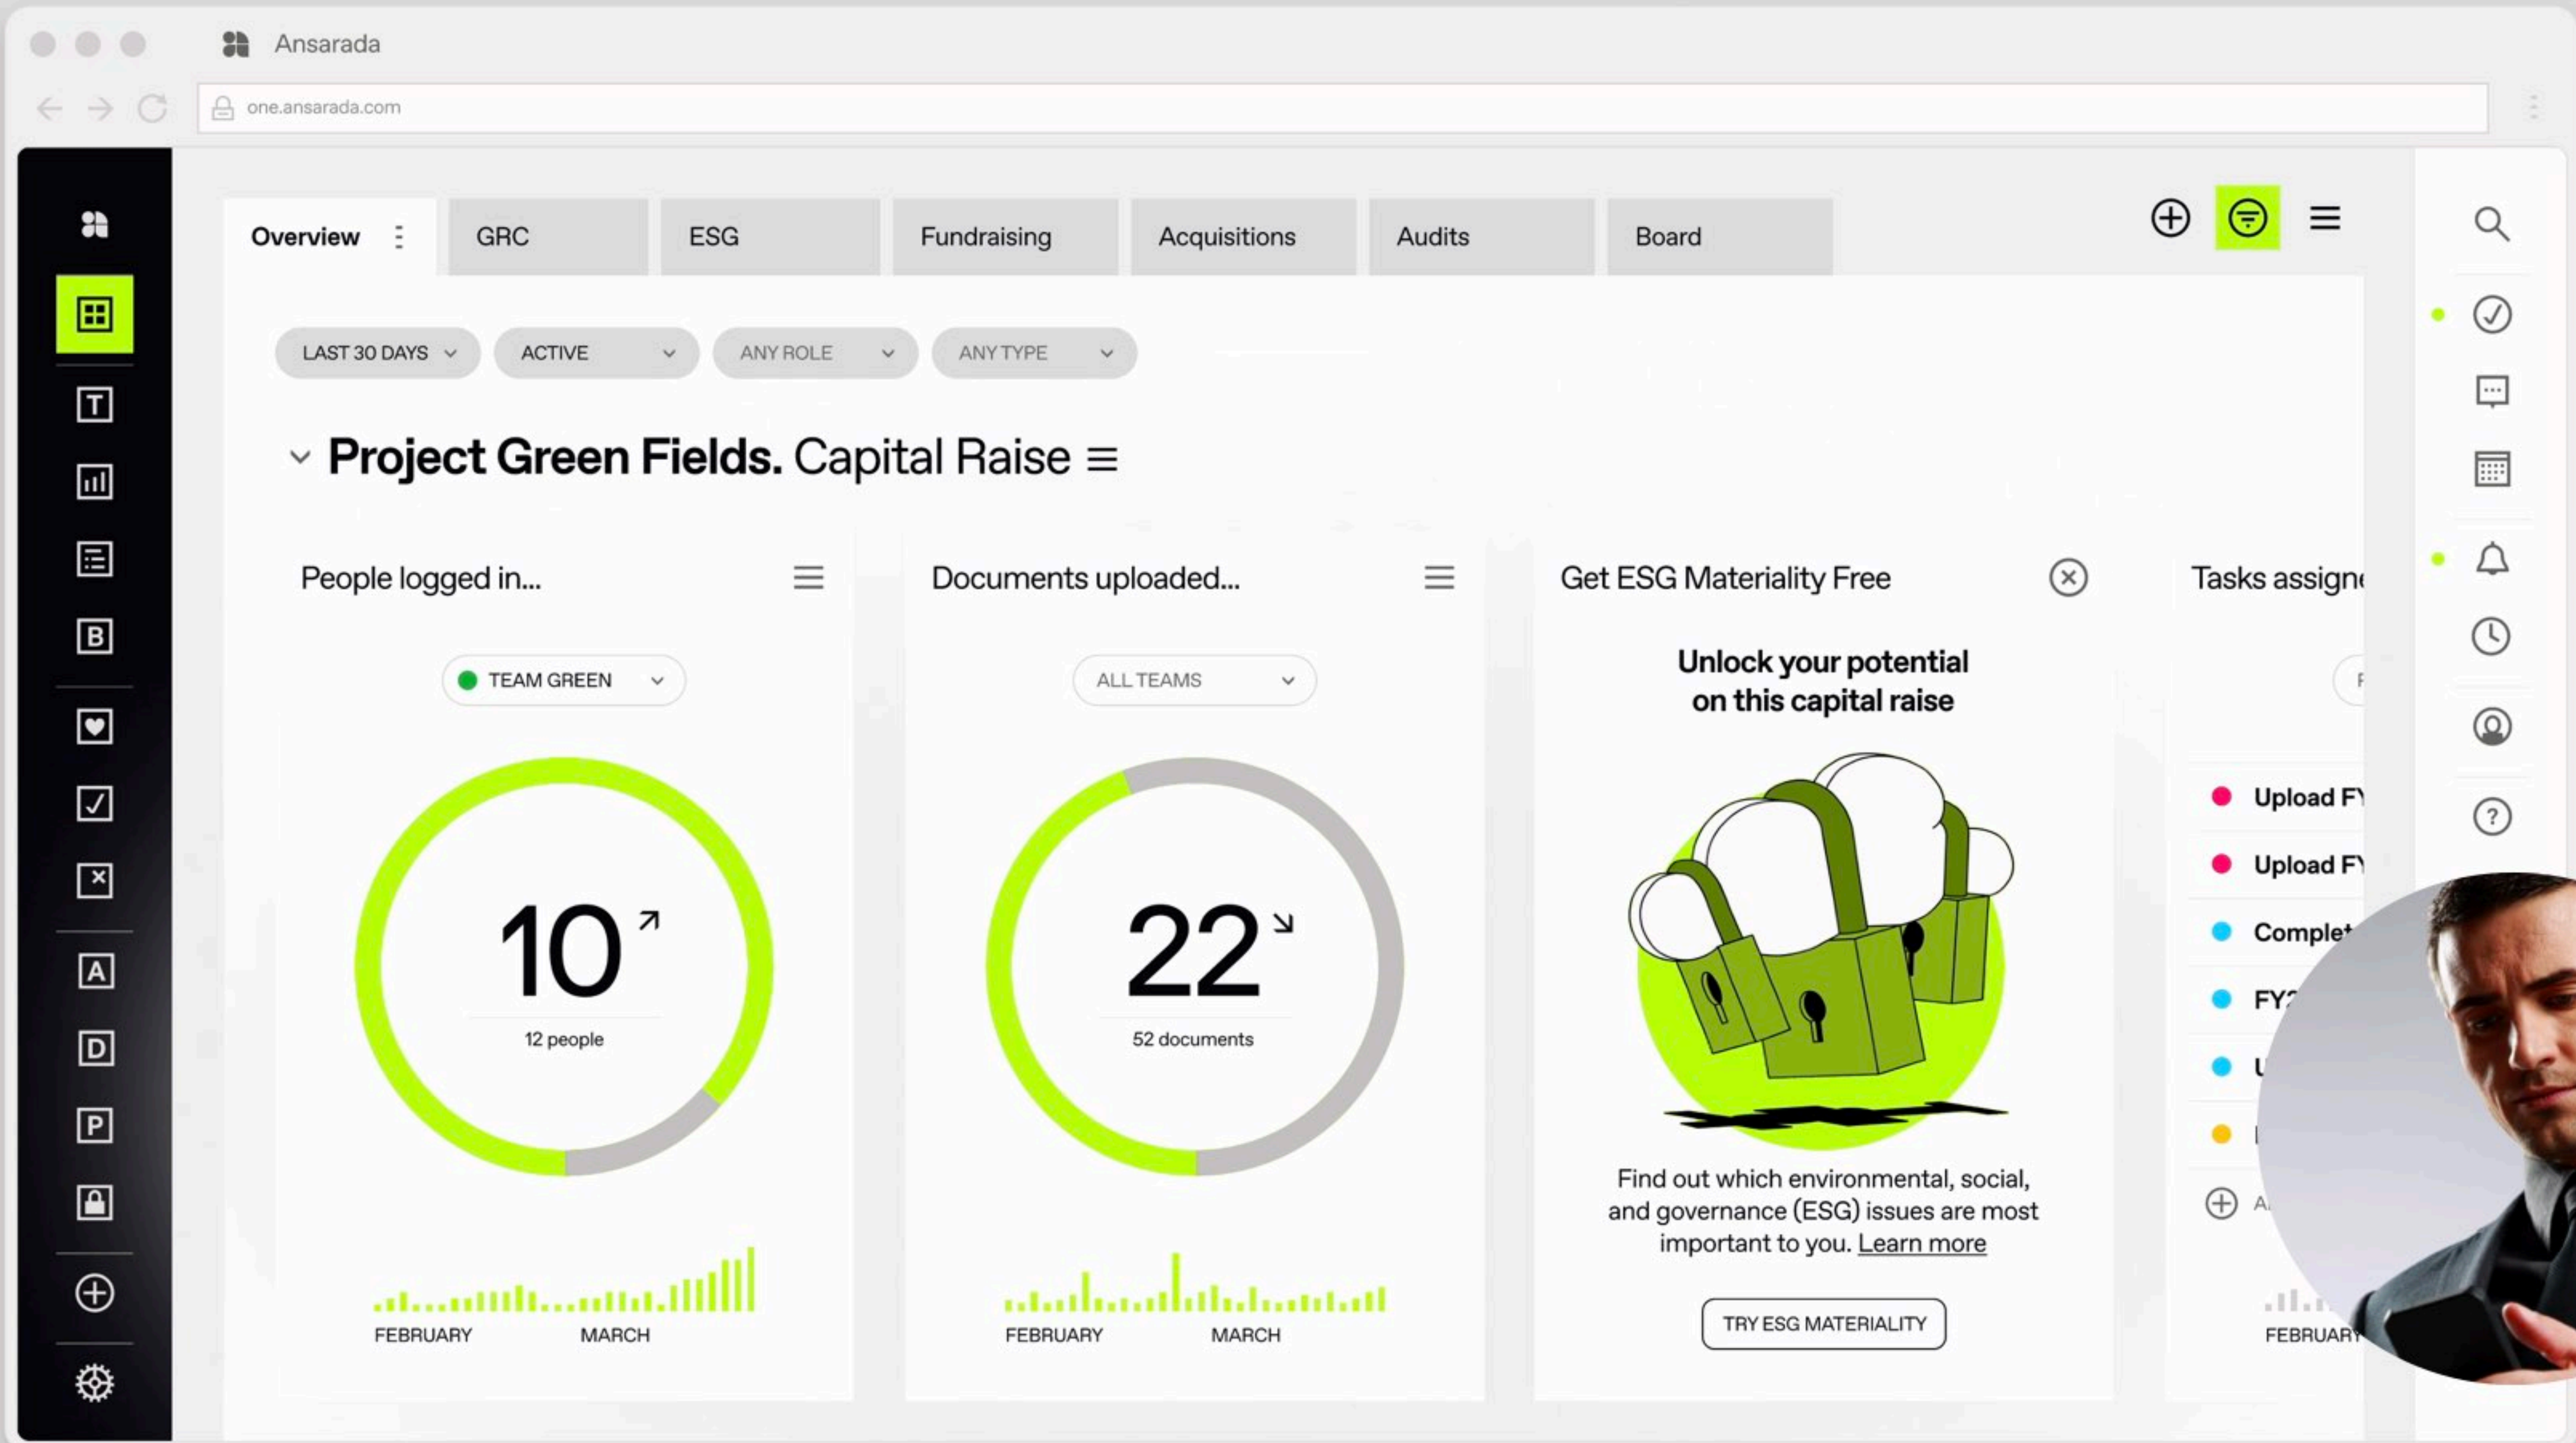 Ansarada
one.ansarada.com
Overview
GRC
ESG
Fundraising
Acquisitions
Audits
Board
LAST 30 DAYS
ACTIVE
ANY ROLE
ANY TYPE
Project Green Fields. Capital Raise
People logged in...
TEAM GREEN
10
12 people
FEBRUARY MARCH
Documents uploaded...
ALL TEAMS
22
52 documents
FEBRUARY MARCH
Get ESG Materiality Free
Unlock your potential
on this capital raise
Find out which environmental, social,
and governance (ESG) issues are most
important to you. Learn more
TRY ESG MATERIALITY
Tasks
Upload
Upload
FEBRUARY
T
B
A
D
P